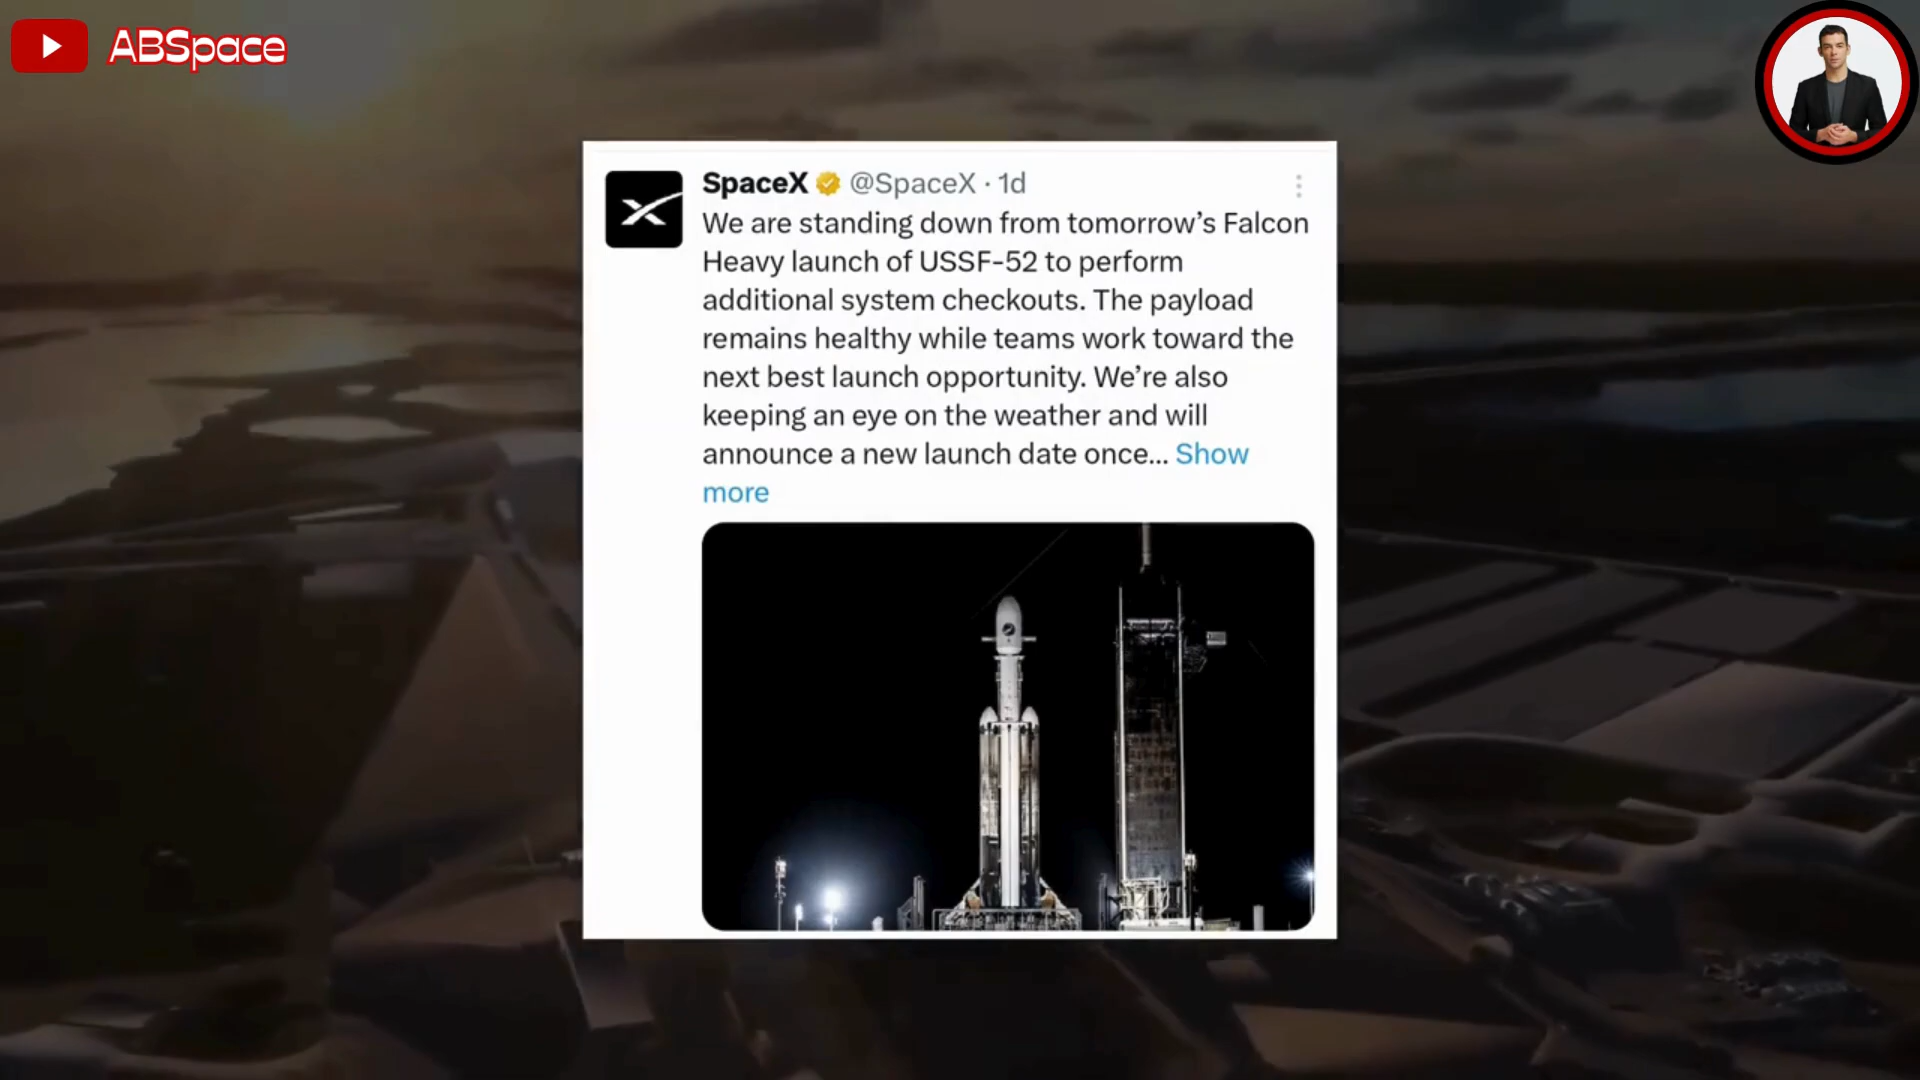 ABSpace
SpaceX @SpaceX · 1d
We are standing down from tomorrow’s Falcon
Heavy launch of USSF-52 to perform
additional system checkouts. The payload
remains healthy while teams work toward the
next best launch opportunity. We’re also
keeping an eye on the weather and will
announce a new launch date once... Show
more